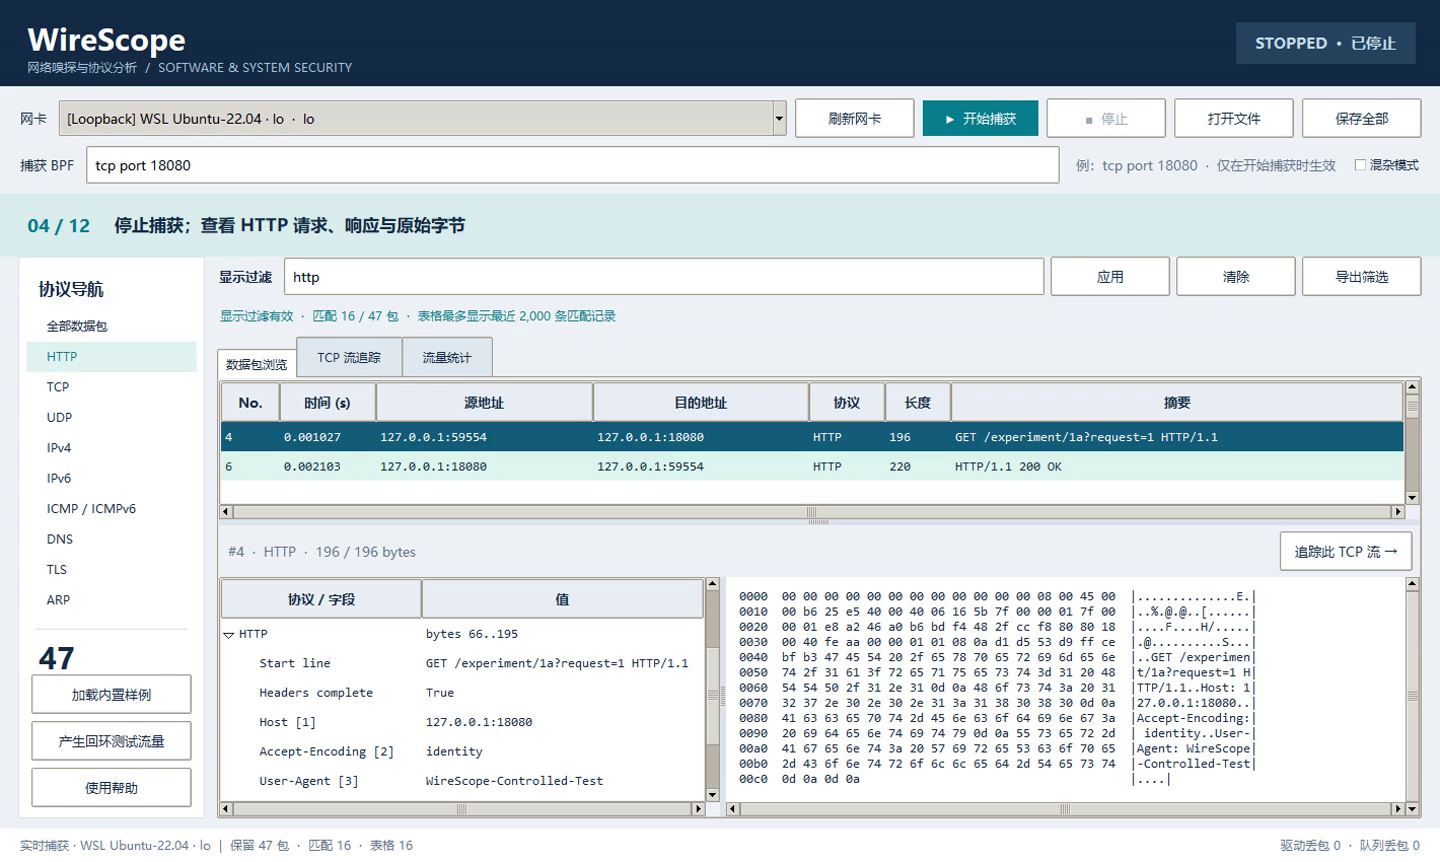 WireScope
网络嗅探与协议分析 / SOFTWARE & SYSTEM SECURITY
STOPPED • 已停止
网卡 [Loopback] WSL Ubuntu-22.04 · lo · lo 刷新网卡 ▶ 开始捕获 ■ 停止 打开文件 保存全部
捕获 BPF tcp port 18080 例：tcp port 18080 · 仅在开始捕获时生效 混杂模式
04 / 12 停止捕获；查看 HTTP 请求、响应与原始字节
协议导航
全部数据包
HTTP
TCP
UDP
IPv4
IPv6
ICMP / ICMPv6
DNS
TLS
ARP
47
加载内置样例
产生回环测试流量
使用帮助
显示过滤 http 应用 清除 导出筛选
显示过滤有效 · 匹配 16 / 47 包 · 表格最多显示最近 2,000 条匹配记录
数据包浏览 TCP 流追踪 流量统计
No. 时间 (s) 源地址 目的地址 协议 长度 摘要
4 0.001027 127.0.0.1:59554 127.0.0.1:18080 HTTP 196 GET /experiment/1a?request=1 HTTP/1.1
6 0.002103 127.0.0.1:18080 127.0.0.1:59554 HTTP 220 HTTP/1.1 200 OK
#4 · HTTP · 196 / 196 bytes 追踪此 TCP 流 →
协议 / 字段 值
HTTP bytes 66..195
Start line GET /experiment/1a?request=1 HTTP/1.1
Headers complete True
Host [1] 127.0.0.1:18080
Accept-Encoding [2] identity
User-Agent [3] WireScope-Controlled-Test
0000 00 00 00 00 00 00 00 00 00 00 00 00 08 00 45 00 |..............E.|
0010 00 b6 25 e5 40 00 40 06 16 5b 7f 00 00 01 7f 00 |..%.@.@..[......|
0020 00 01 e8 a2 46 a0 b6 bd f4 48 2f cc f8 80 80 18 |....F....H/.....|
0030 00 40 fe aa 00 00 01 01 08 0a d1 d5 53 d9 ff ce |.@..........S...|
0040 bf b3 47 45 54 20 2f 65 78 70 65 72 69 6d 65 6e |..GET /experimen|
0050 74 2f 31 61 3f 72 65 71 75 65 73 74 3d 31 20 48 |t/1a?request=1 H|
0060 54 54 50 2f 31 2e 31 0d 0a 48 6f 73 74 3a 20 31 |TTP/1.1..Host: 1|
0070 32 37 2e 30 2e 30 2e 31 3a 31 38 30 38 30 0d 0a |27.0.0.1:18080..|
0080 41 63 63 65 70 74 2d 45 6e 63 6f 64 69 6e 67 3a |Accept-Encoding:|
0090 20 69 64 65 6e 74 69 74 79 0d 0a 55 73 65 72 2d | identity..User-|
00a0 41 67 65 6e 74 3a 20 57 69 72 65 53 63 6f 70 65 |Agent: WireScope|
00b0 2d 43 6f 6e 74 72 6f 6c 6c 65 64 2d 54 65 73 74 |-Controlled-Test|
00c0 0d 0a 0d 0a |....|
实时捕获 · WSL Ubuntu-22.04 · lo | 保留 47 包 · 匹配 16 · 表格 16
驱动丢包 0 · 队列丢包 0